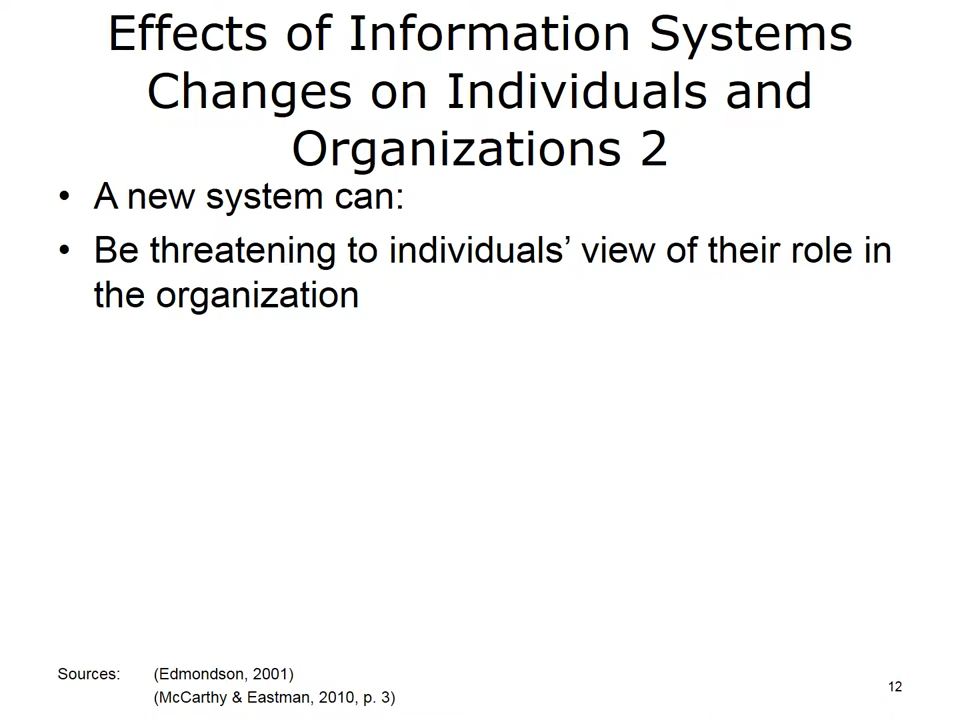 Effects of Information Systems
Changes on Individuals and
Organizations 2
• A new system can:
• Be threatening to individuals’ view of their role in
the organization
Sources: (Edmondson, 2001)
(McCarthy & Eastman, 2010, p. 3)
12